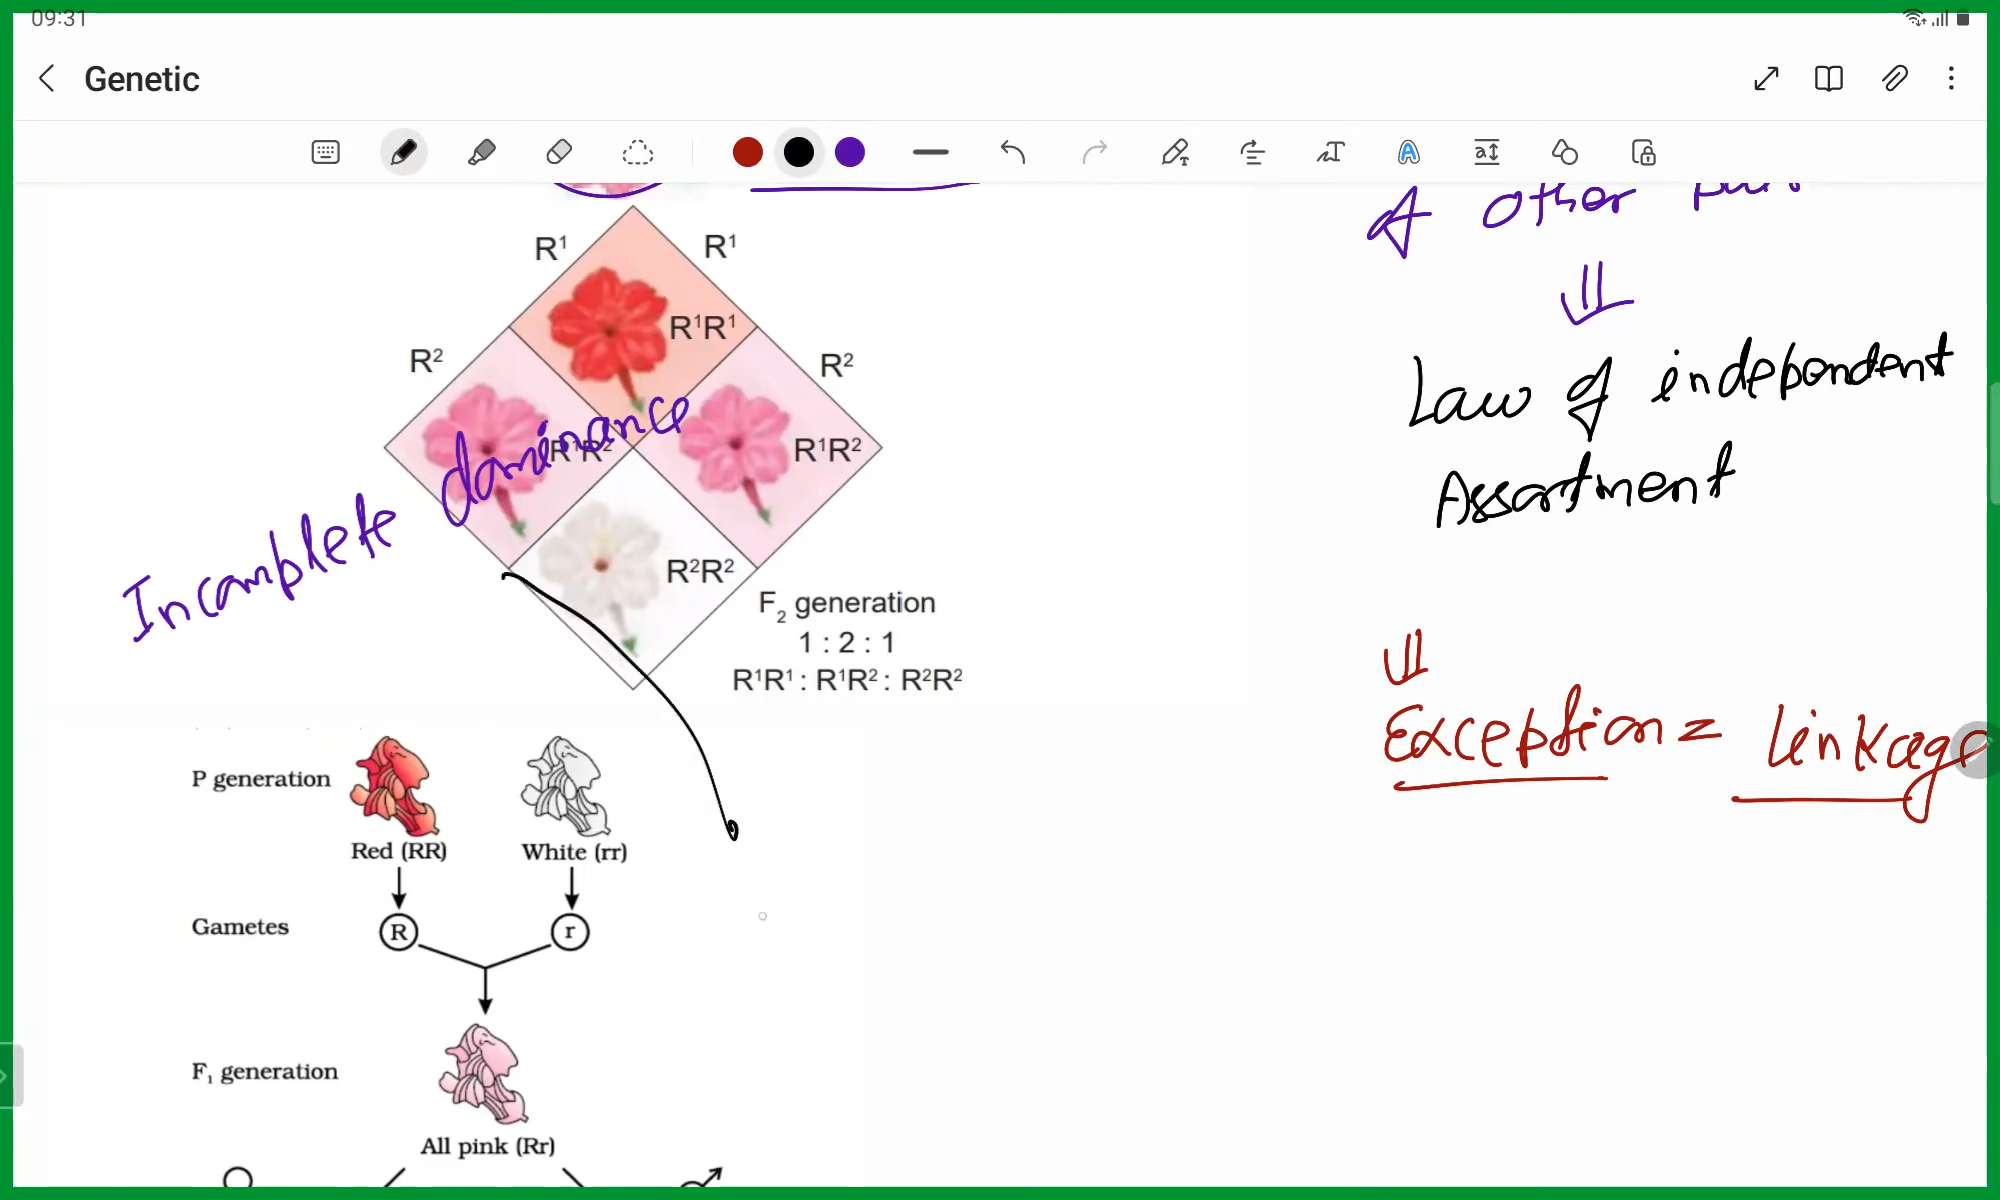 09:31
Genetic
R¹ R¹
R¹R¹
R² R²
R¹R² R¹R²
Incomplete dominance
R²R²
F₂ generation
1 : 2 : 1
R¹R¹ : R¹R² : R²R²
P generation
Red (RR) White (rr)
Gametes R r
F₁ generation
All pink (Rr)
of other
Law of independent
Assortment
Exception = linkage